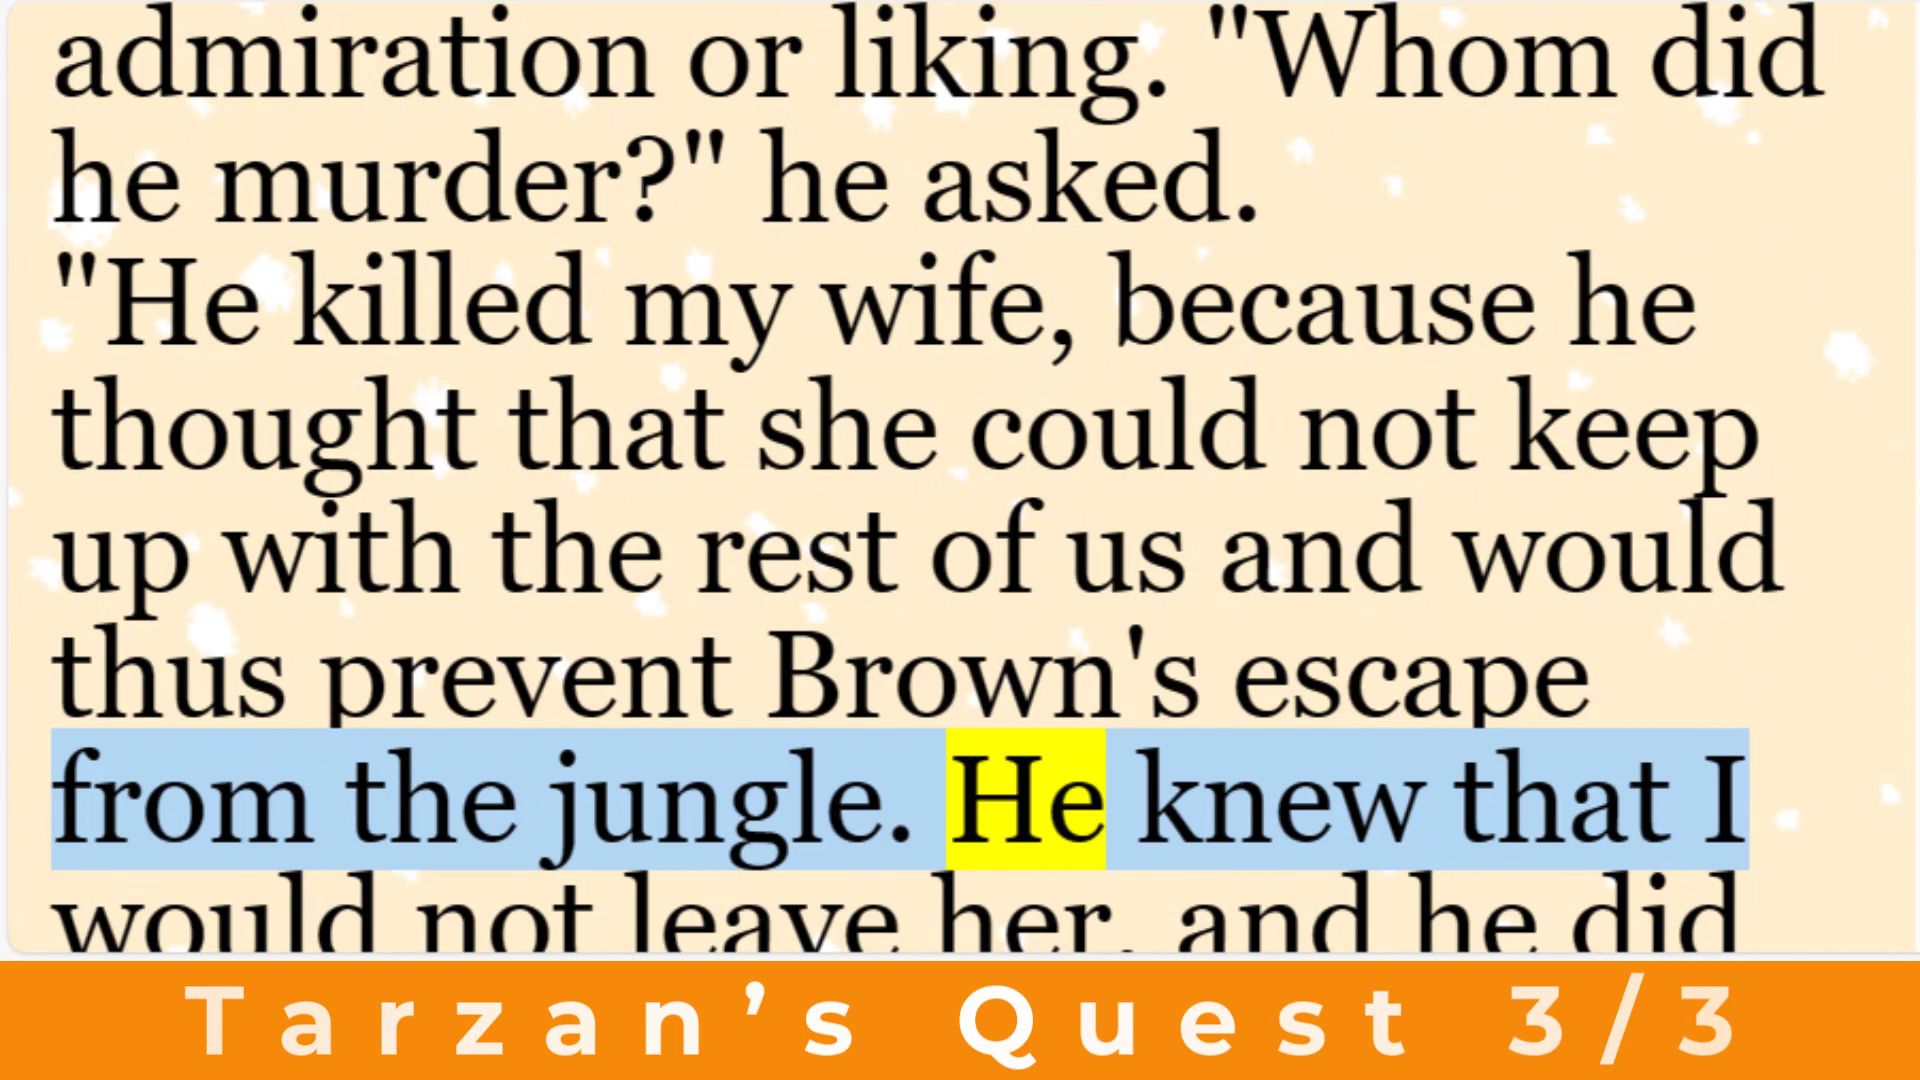 admiration or liking. "Whom did
he murder?" he asked.
"He killed my wife, because he
thought that she could not keep
up with the rest of us and would
thus prevent Brown's escape
from the jungle. He knew that I
would not leave her, and he did
Tarzan’s Quest 3/3